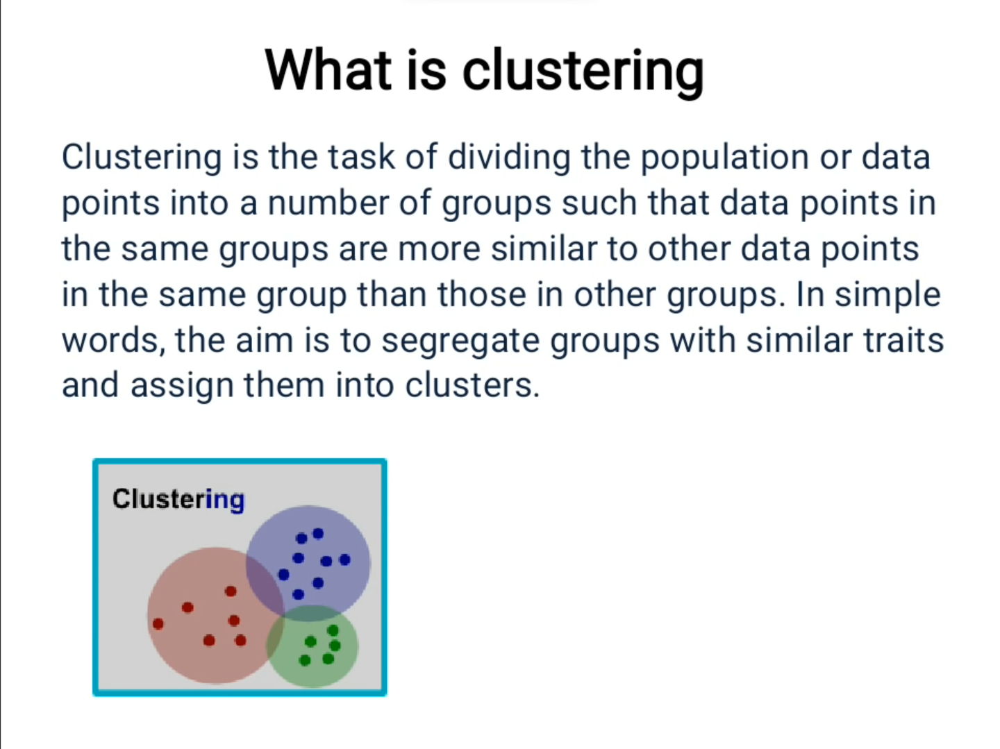 What is clustering
Clustering is the task of dividing the population or data
points into a number of groups such that data points in
the same groups are more similar to other data points
in the same group than those in other groups. In simple
words, the aim is to segregate groups with similar traits
and assign them into clusters.
Clustering